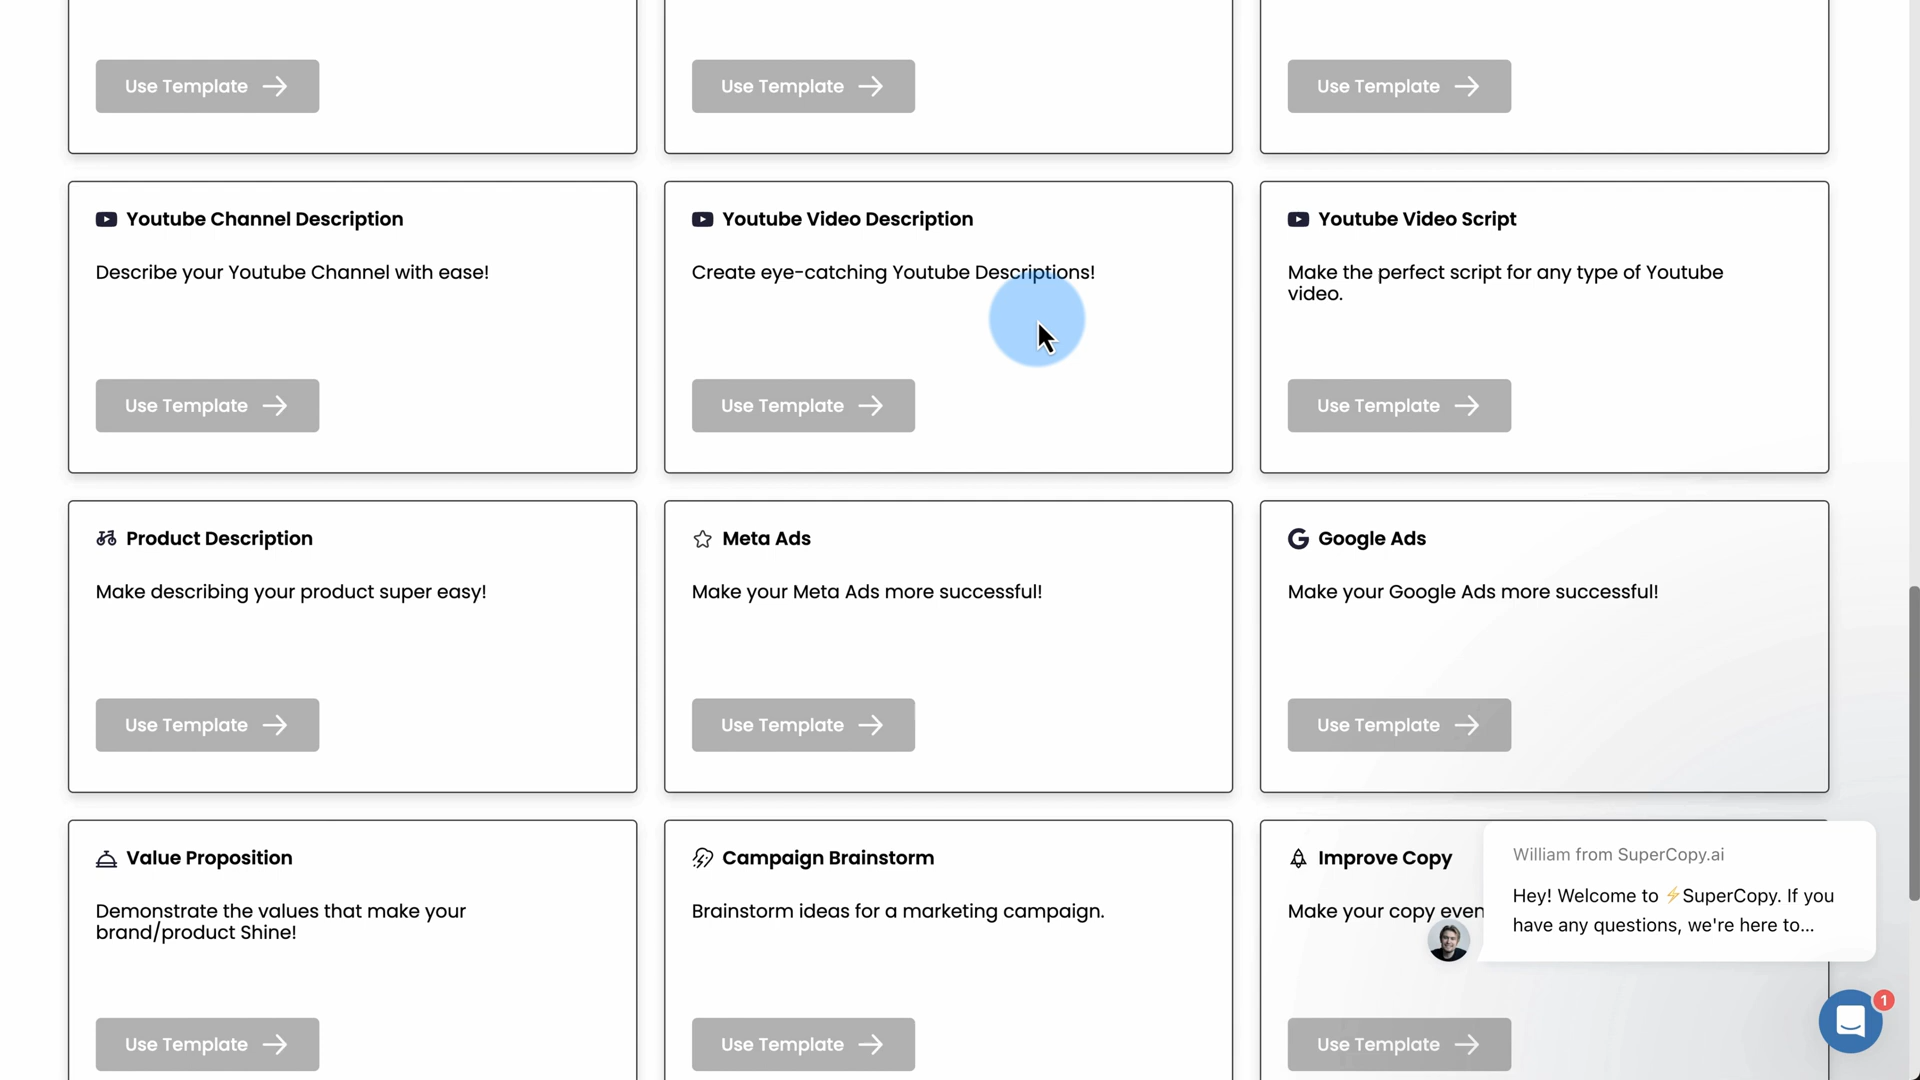 Use Template
Use Template
Use Template
Youtube Channel Description
Youtube Video Description
Youtube Video Script
Describe your Youtube Channel with ease!
Create eye-catching Youtube Descriptions!
Make the perfect script for any type of Youtube
video.
Use Template
Use Template
Use Template
Product Description
Meta Ads
Google Ads
Make describing your product super easy!
Make your Meta Ads more successful!
Make your Google Ads more successful!
Use Template
Use Template
Use Template
Value Proposition
Campaign Brainstorm
Improve Copy
Demonstrate the values that make your
brand/product Shine!
Brainstorm ideas for a marketing campaign.
Make your copy even
William from SuperCopy.ai
Hey! Welcome to ⚡SuperCopy. If you
have any questions, we're here to...
1
Use Template
Use Template
Use Template